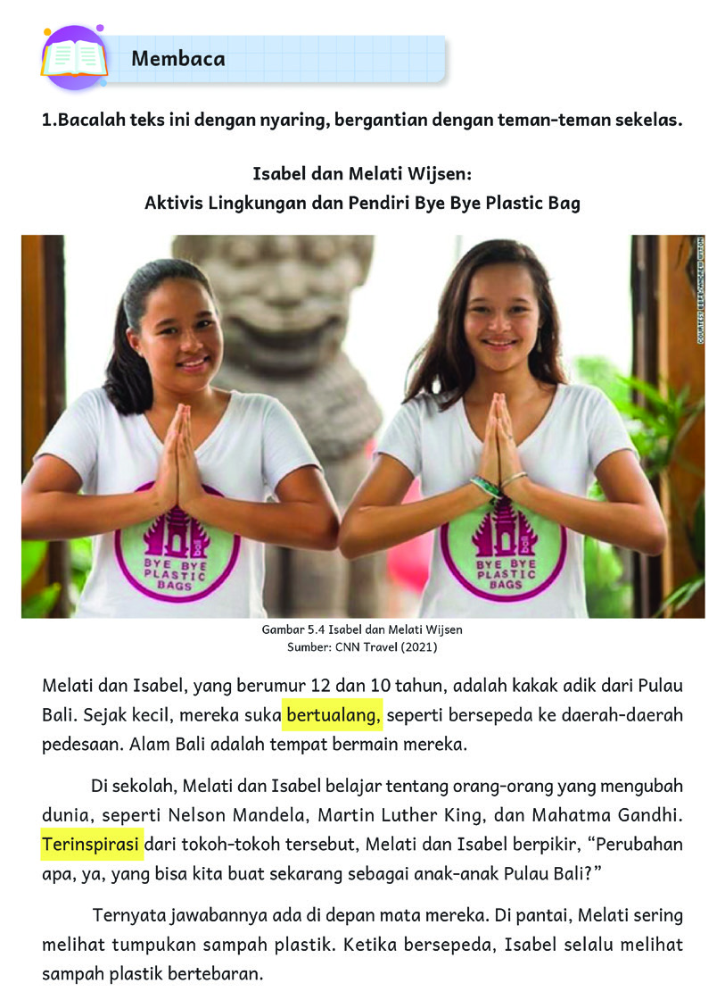 Membaca
1.Bacalah teks ini dengan nyaring, bergantian dengan teman-teman sekelas.
Isabel dan Melati Wijsen:
Aktivis Lingkungan dan Pendiri Bye Bye Plastic Bag
COURTESY BBPB/ANDREW WISTON
bali
BYE BYE
PLASTIC
BAGS
bali
BYE BYE
PLASTIC
BAGS
Gambar 5.4 Isabel dan Melati Wijsen
Sumber: CNN Travel (2021)
Melati dan Isabel, yang berumur 12 dan 10 tahun, adalah kakak adik dari Pulau
Bali. Sejak kecil, mereka suka bertualang, seperti bersepeda ke daerah-daerah
pedesaan. Alam Bali adalah tempat bermain mereka.
Di sekolah, Melati dan Isabel belajar tentang orang-orang yang mengubah
dunia, seperti Nelson Mandela, Martin Luther King, dan Mahatma Gandhi.
Terinspirasi dari tokoh-tokoh tersebut, Melati dan Isabel berpikir, “Perubahan
apa, ya, yang bisa kita buat sekarang sebagai anak-anak Pulau Bali?”
Ternyata jawabannya ada di depan mata mereka. Di pantai, Melati sering
melihat tumpukan sampah plastik. Ketika bersepeda, Isabel selalu melihat
sampah plastik bertebaran.